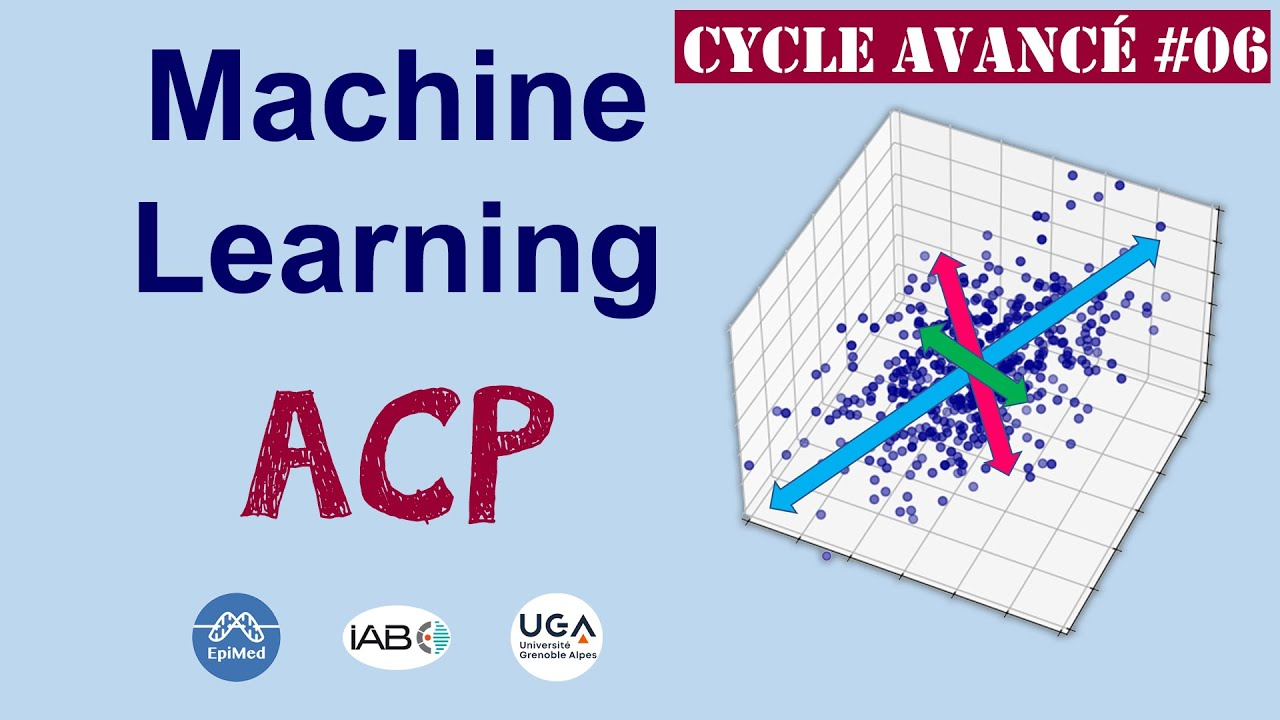 CYCLE AVANCÉ #06
Machine
Learning
ACP
EpiMed
iAB
UGA
Université
Grenoble Alpes